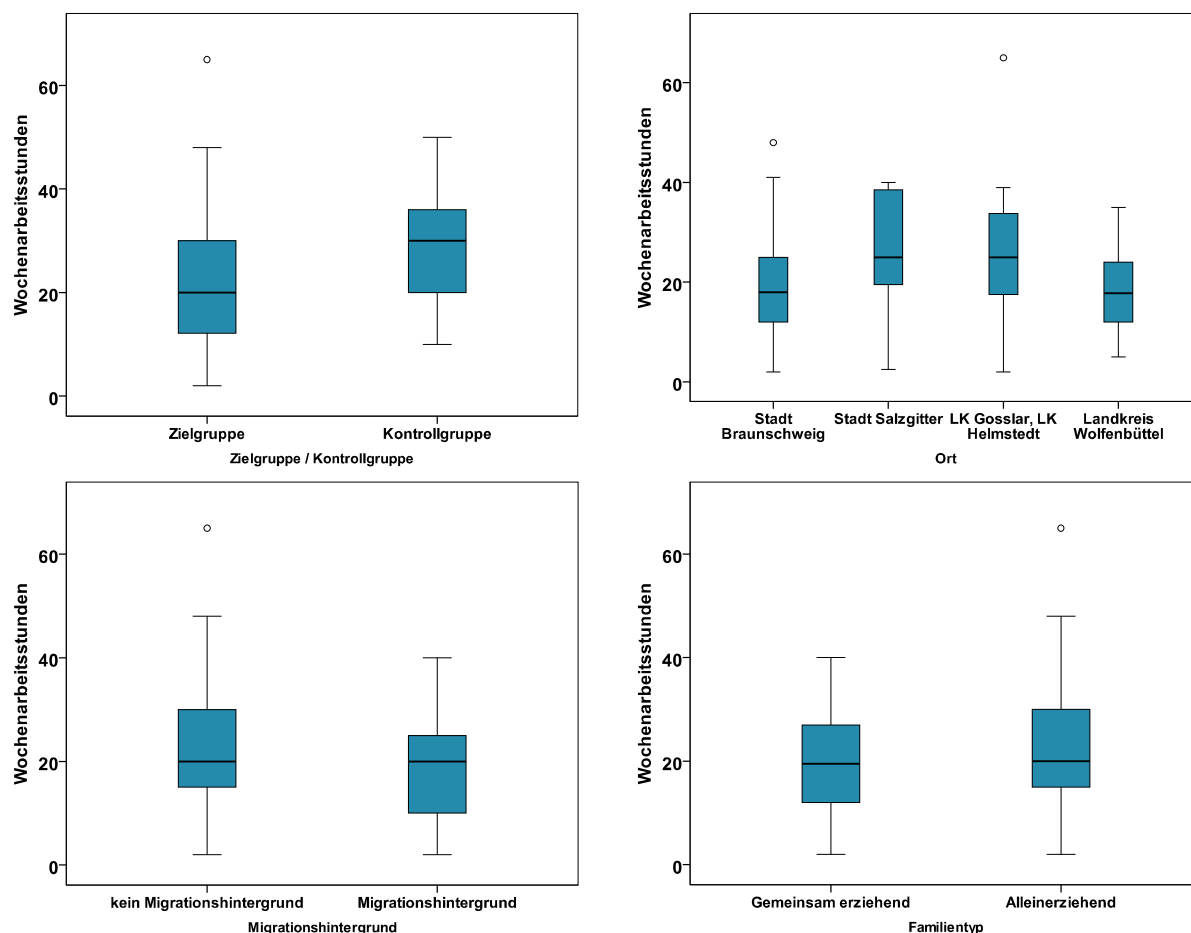 Wochenarbeitsstunden
60
40
20
0
Zielgruppe
Kontrollgruppe
Zielgruppe / Kontrollgruppe
Wochenarbeitsstunden
60
40
20
0
Stadt
Braunschweig
Stadt Salzgitter
LK Gosslar, LK
Helmstedt
Landkreis
Wolfenbüttel
Ort
Wochenarbeitsstunden
60
40
20
0
kein Migrationshintergrund
Migrationshintergrund
Migrationshintergrund
Wochenarbeitsstunden
60
40
20
0
Gemeinsam erziehend
Alleinerziehend
Familientyp